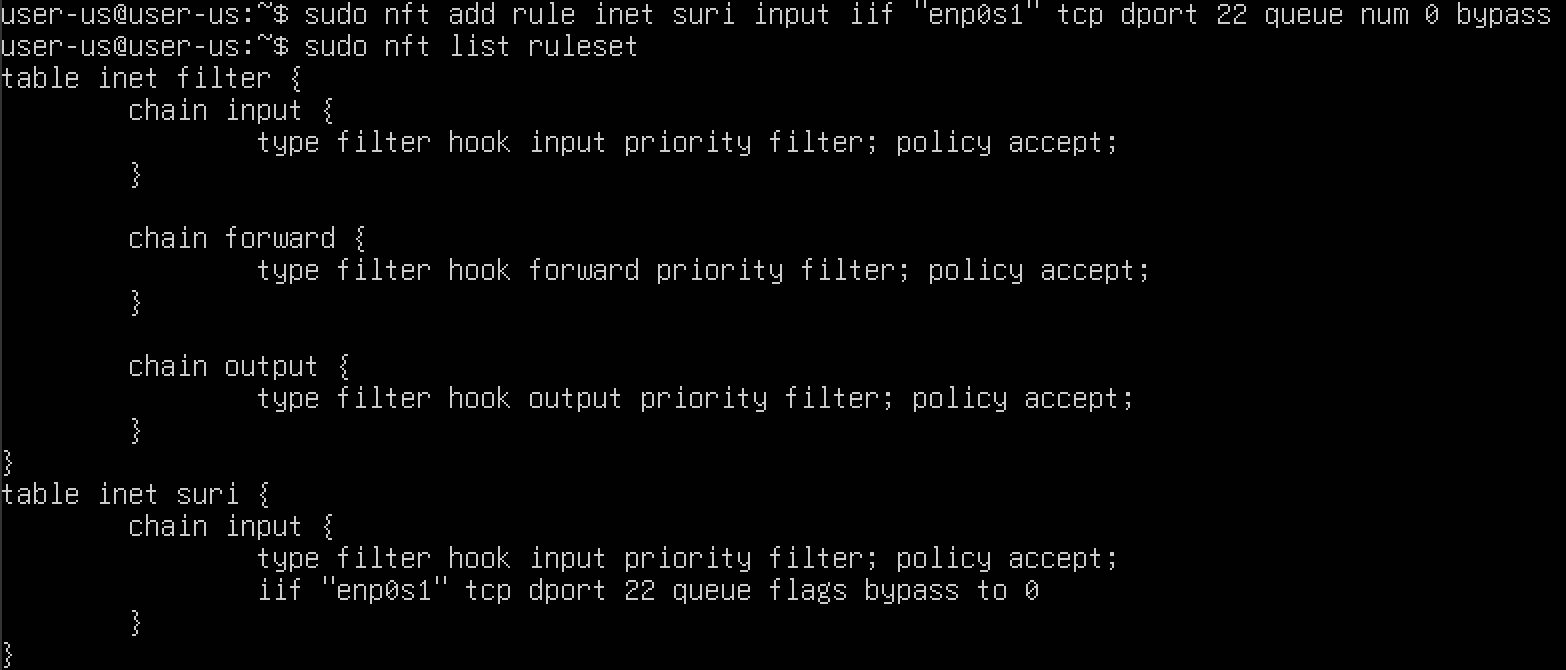 user-us@user-us:~$ sudo nft add rule inet suri input iif "enp0s1" tcp dport 22 queue num 0 bypass
user-us@user-us:~$ sudo nft list ruleset
table inet filter {
        chain input {
                type filter hook input priority filter; policy accept;
        }

        chain forward {
                type filter hook forward priority filter; policy accept;
        }

        chain output {
                type filter hook output priority filter; policy accept;
        }
}
table inet suri {
        chain input {
                type filter hook input priority filter; policy accept;
                iif "enp0s1" tcp dport 22 queue flags bypass to 0
        }
}